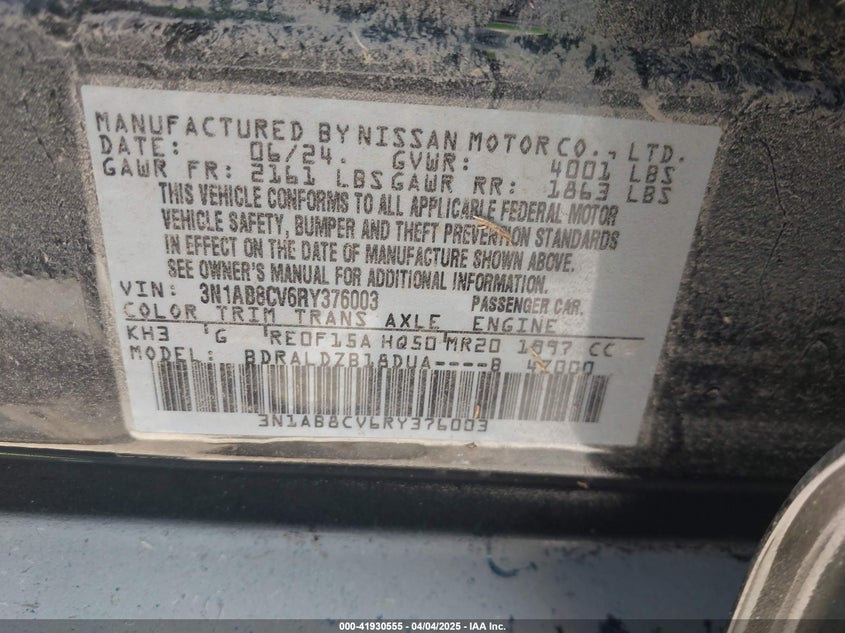 MANUFACTURED BY NISSAN MOTOR CO., LTD.
DATE: 06/24. GVWR: 4001 LBS
GAWR FR: 2161 LBS GAWR RR: 1863 LBS
THIS VEHICLE CONFORMS TO ALL APPLICABLE FEDERAL MOTOR
VEHICLE SAFETY, BUMPER AND THEFT PREVENTION STANDARDS
IN EFFECT ON THE DATE OF MANUFACTURE SHOWN ABOVE.
SEE OWNER'S MANUAL FOR ADDITIONAL INFORMATION.
VIN: 3N1AB8CV6RY376003 PASSENGER CAR.
COLOR TRIM TRANS AXLE ENGINE
KH3 G RE0F15A HQ50 MR20 1997 CC
MODEL: BDRALDZB18DUA----B
3N1AB8CV6RY376003
000-41930555 - 04/04/2025 - IAA Inc.